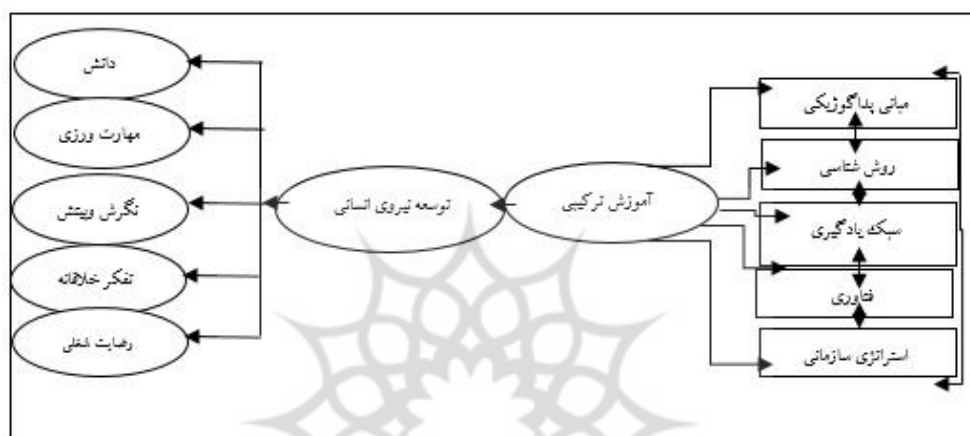 مبانی پداگوژیکی
روش شناسی
سبک یادگیری
فناوری
استراتژی سازمانی
آموزش ترکیبی
توسعه نیروی انسانی
دانش
مهارت ورزی
نگرش وبینش
تفکر خلاقانه
رضایت شغلی